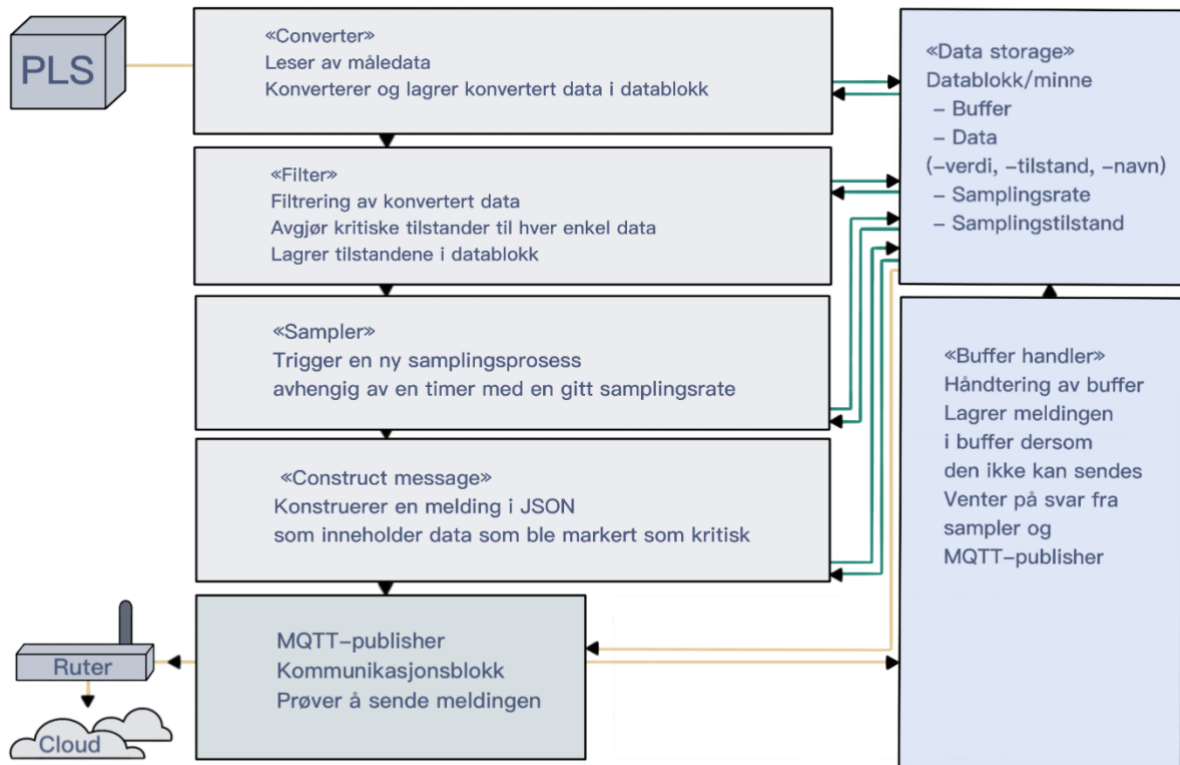 PLS
«Converter»
Leser av måledata
Konverterer og lagrer konvertert data i datablokk
«Filter»
Filtrering av konvertert data
Avgjør kritiske tilstander til hver enkel data
Lagrer tilstandene i datablokk
«Sampler»
Trigger en ny samplingsprosess
avhengig av en timer med en gitt samplingsrate
«Construct message»
Konstruerer en melding i JSON
som inneholder data som ble markert som kritisk
MQTT-publisher
Kommunikasjonsblokk
Prøver å sende meldingen
Ruter
Cloud
«Data storage»
Datablokk/minne
– Buffer
– Data
(–verdi, –tilstand, –navn)
– Samplingsrate
– Samplingstilstand
«Buffer handler»
Håndtering av buffer
Lagrer meldingen
i buffer dersom
den ikke kan sendes
Venter på svar fra
sampler og
MQTT-publisher